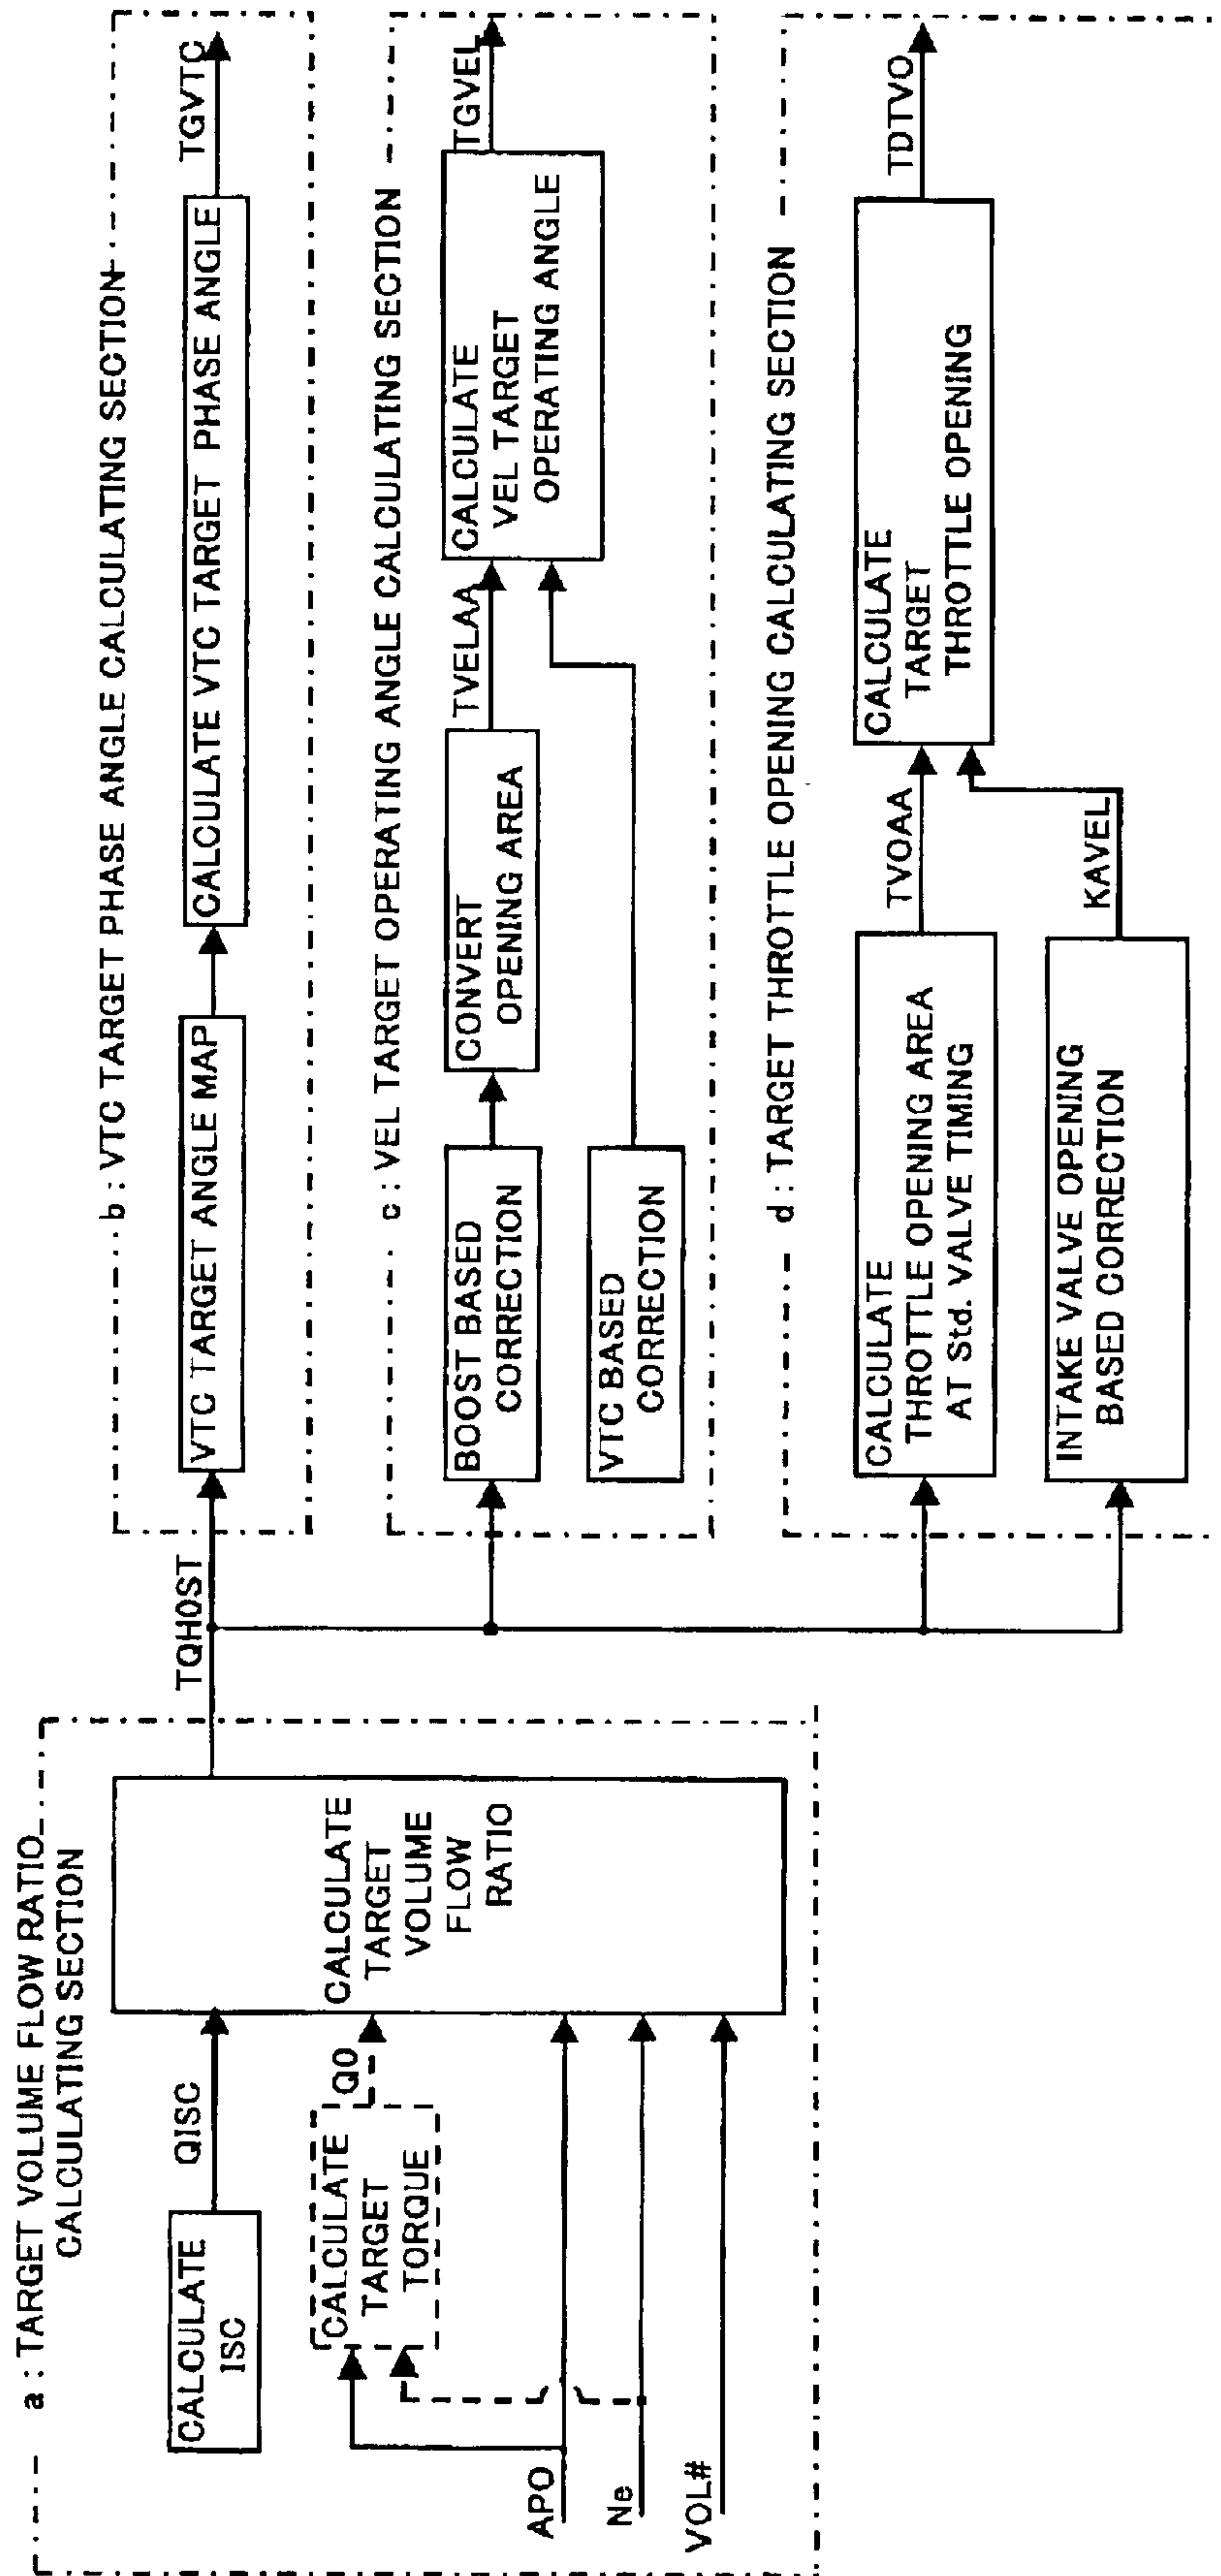 a : TARGET VOLUME FLOW RATIO
CALCULATING SECTION
CALCULATE
ISC
QISC
CALCULATE
TARGET
TORQUE
Q0
APO
Ne
VOL#
CALCULATE
TARGET
VOLUME
FLOW
RATIO
TQH0ST
b : VTC TARGET PHASE ANGLE CALCULATING SECTION
VTC TARGET ANGLE MAP
CALCULATE VTC TARGET PHASE ANGLE
TGVTC
c : VEL TARGET OPERATING ANGLE CALCULATING SECTION
BOOST BASED
CORRECTION
CONVERT
OPENING AREA
TVELAA
VTC BASED
CORRECTION
CALCULATE
VEL TARGET
OPERATING ANGLE
TGVEL
d : TARGET THROTTLE OPENING CALCULATING SECTION
CALCULATE
THROTTLE OPENING AREA
AT Std. VALVE TIMING
TVOAA
INTAKE VALVE OPENING
BASED CORRECTION
KAVEL
CALCULATE
TARGET
THROTTLE OPENING
TDTVO